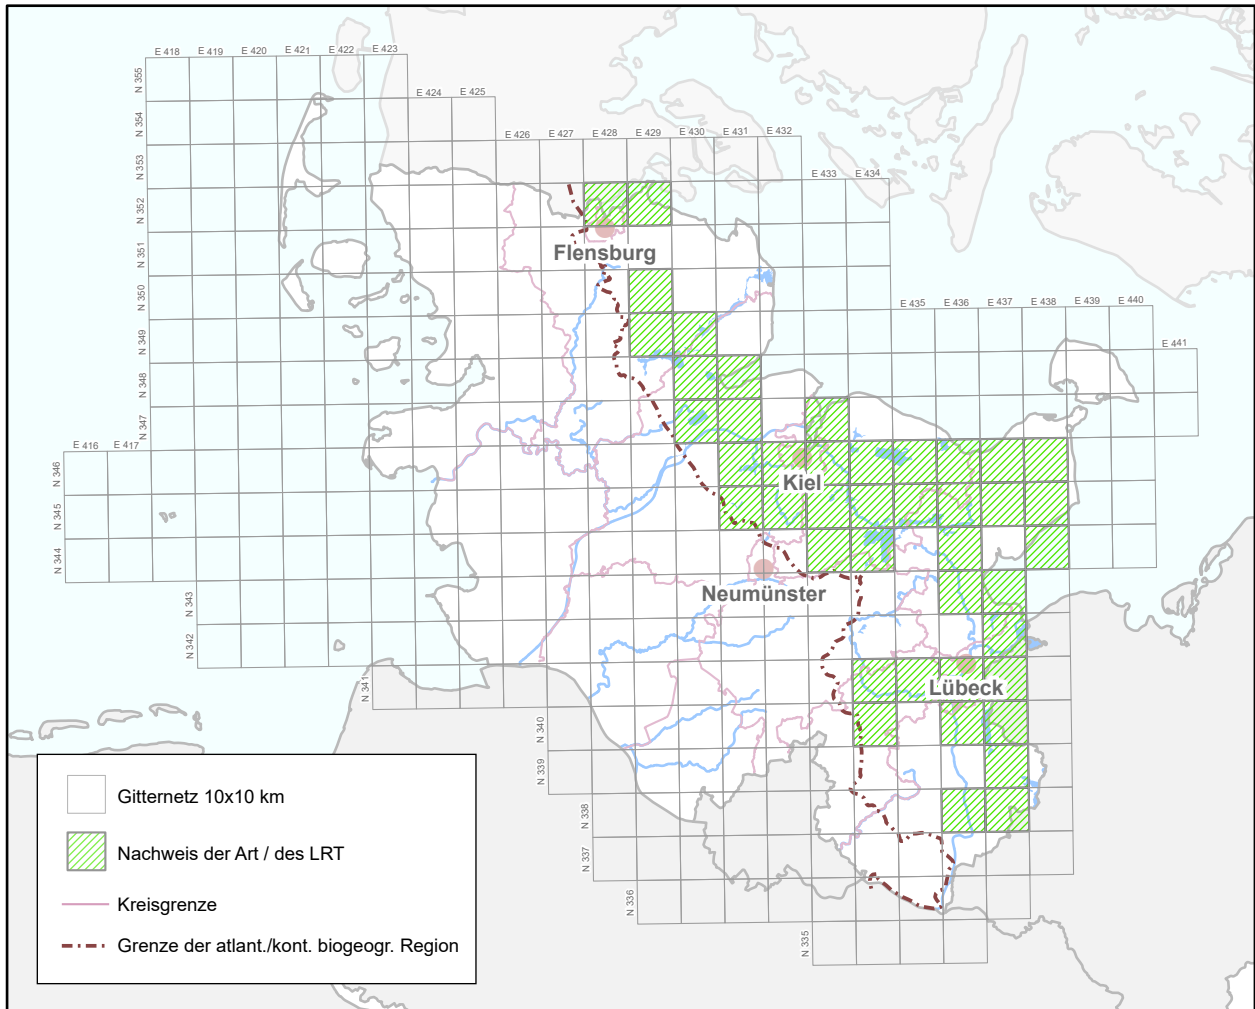 E 418 E 419 E 420 E 421 E 422 E 423
E 424 E 425
E 426 E 427 E 428 E 429 E 430 E 431 E 432
E 433 E 434
E 435 E 436 E 437 E 438 E 439 E 440
E 441
E 416 E 417
N 355
N 354
N 353
N 352
N 351
N 350
N 349
N 348
N 347
N 346
N 345
N 344
N 343
N 342
N 341
N 340
N 339
N 338
N 337
N 336
N 335
Flensburg
Kiel
Neumünster
Lübeck
Gitternetz 10x10 km
Nachweis der Art / des LRT
Kreisgrenze
Grenze der atlant./kont. biogeogr. Region